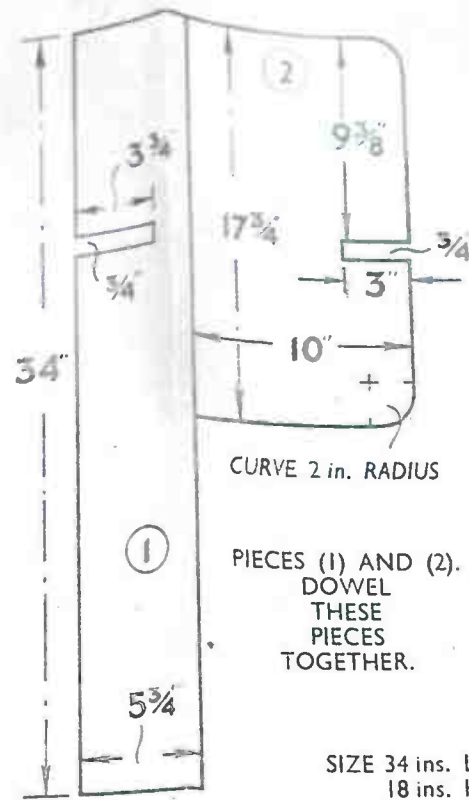 2
3¾"
9⅜"
17¾"
¾"
¾"
3"
34"
10"
CURVE 2 in. RADIUS
1
PIECES (1) AND (2).
DOWEL
THESE
PIECES
TOGETHER.
5¾"
SIZE 34 ins.
18 ins.